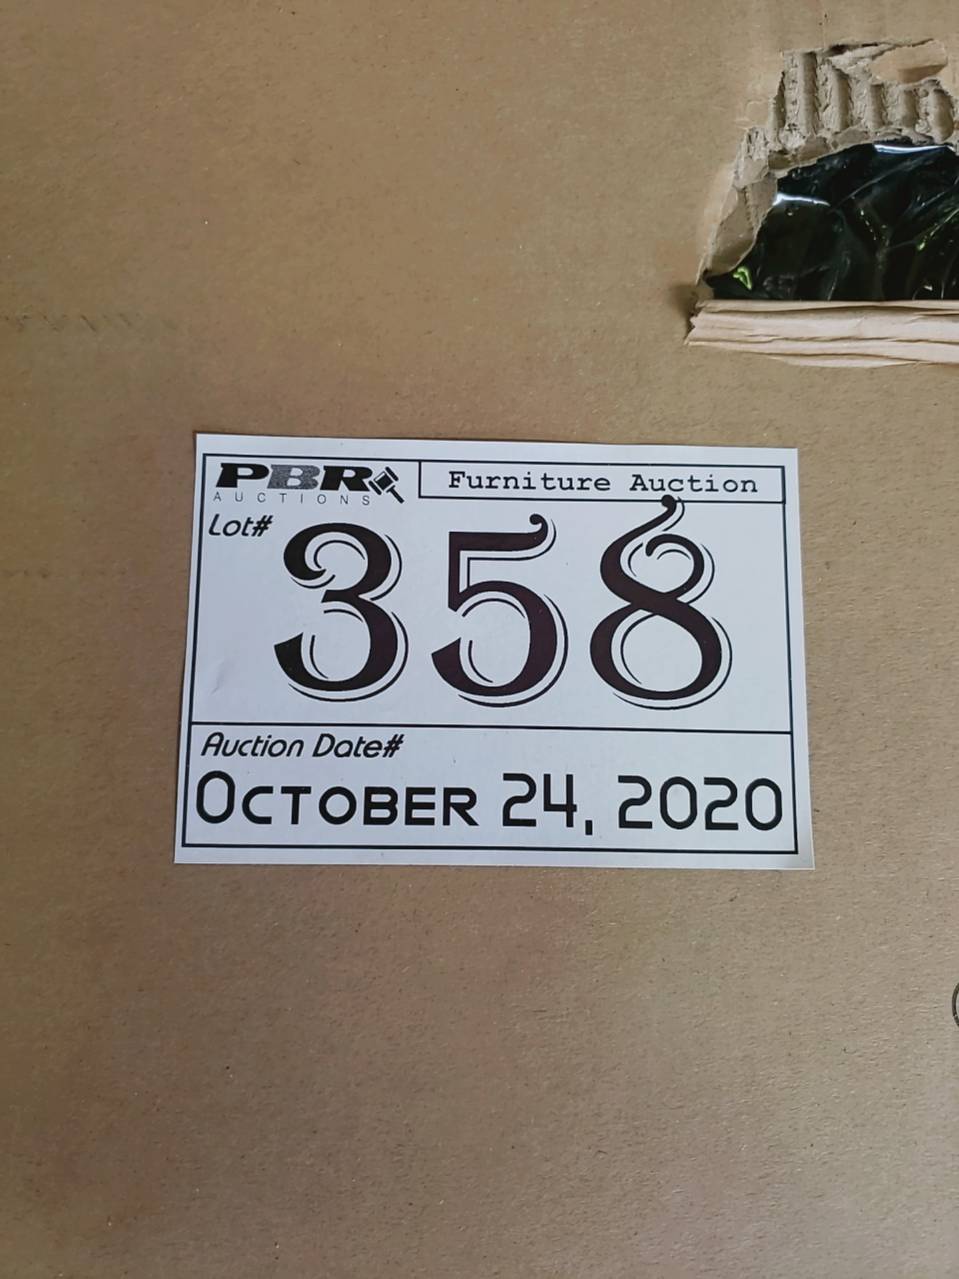 PBR
AUCTIONS
Furniture Auction
Lot#
358
Auction Date#
October 24, 2020